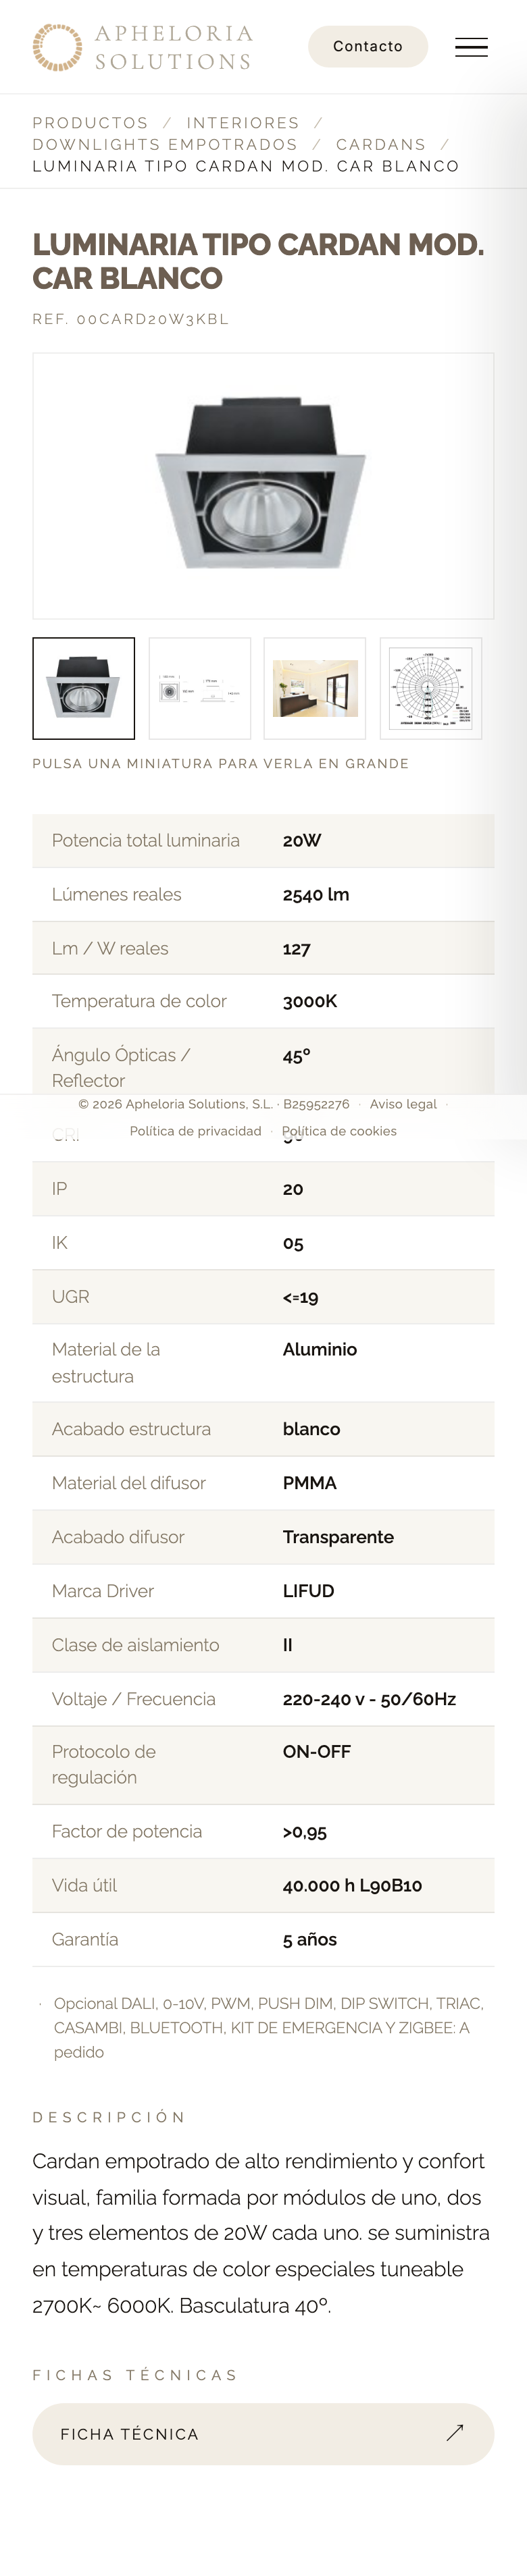 APHELORIA
SOLUTIONS
Contacto
PRODUCTOS / INTERIORES /
DOWNLIGHTS EMPOTRADOS / CARDANS /
LUMINARIA TIPO CARDAN MOD. CAR BLANCO
LUMINARIA TIPO CARDAN MOD.
CAR BLANCO
REF. 00CARD20W3KBL
PULSA UNA MINIATURA PARA VERLA EN GRANDE
Potencia total luminaria 20W
Lúmenes reales 2540 lm
Lm / W reales 127
Temperatura de color 3000K
Ángulo Ópticas / 45º
Reflector
© 2026 Apheloria Solutions, S.L. · B25952276 · Aviso legal ·
Política de privacidad · Política de cookies
CRI
IP 20
IK 05
UGR <=19
Material de la Aluminio
estructura
Acabado estructura blanco
Material del difusor PMMA
Acabado difusor Transparente
Marca Driver LIFUD
Clase de aislamiento II
Voltaje / Frecuencia 220-240 v - 50/60Hz
Protocolo de ON-OFF
regulación
Factor de potencia >0,95
Vida útil 40.000 h L90B10
Garantía 5 años
· Opcional DALI, 0-10V, PWM, PUSH DIM, DIP SWITCH, TRIAC,
CASAMBI, BLUETOOTH, KIT DE EMERGENCIA Y ZIGBEE: A
pedido
DESCRIPCIÓN
Cardan empotrado de alto rendimiento y confort
visual, familia formada por módulos de uno, dos
y tres elementos de 20W cada uno. se suministra
en temperaturas de color especiales tuneable
2700K~ 6000K. Basculatura 40º.
FICHAS TÉCNICAS
FICHA TÉCNICA